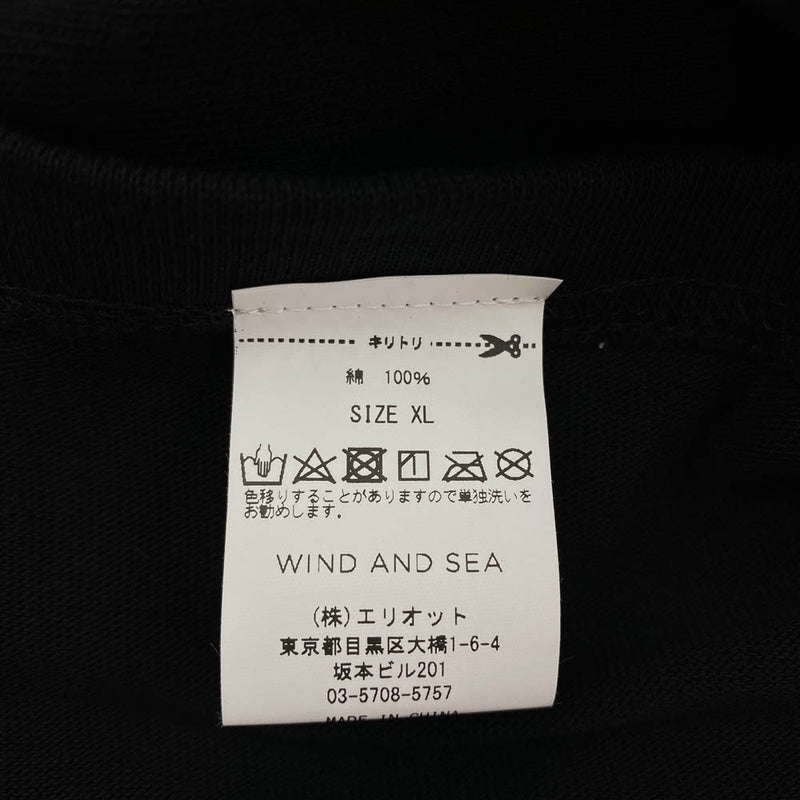 キリトリ
綿 100%
SIZE XL
色移りすることがありますので単独洗いを
お勧めします。
WIND AND SEA
(株)エリオット
東京都目黒区大橋1-6-4
坂本ビル201
03-5708-5757
MADE IN CHINA